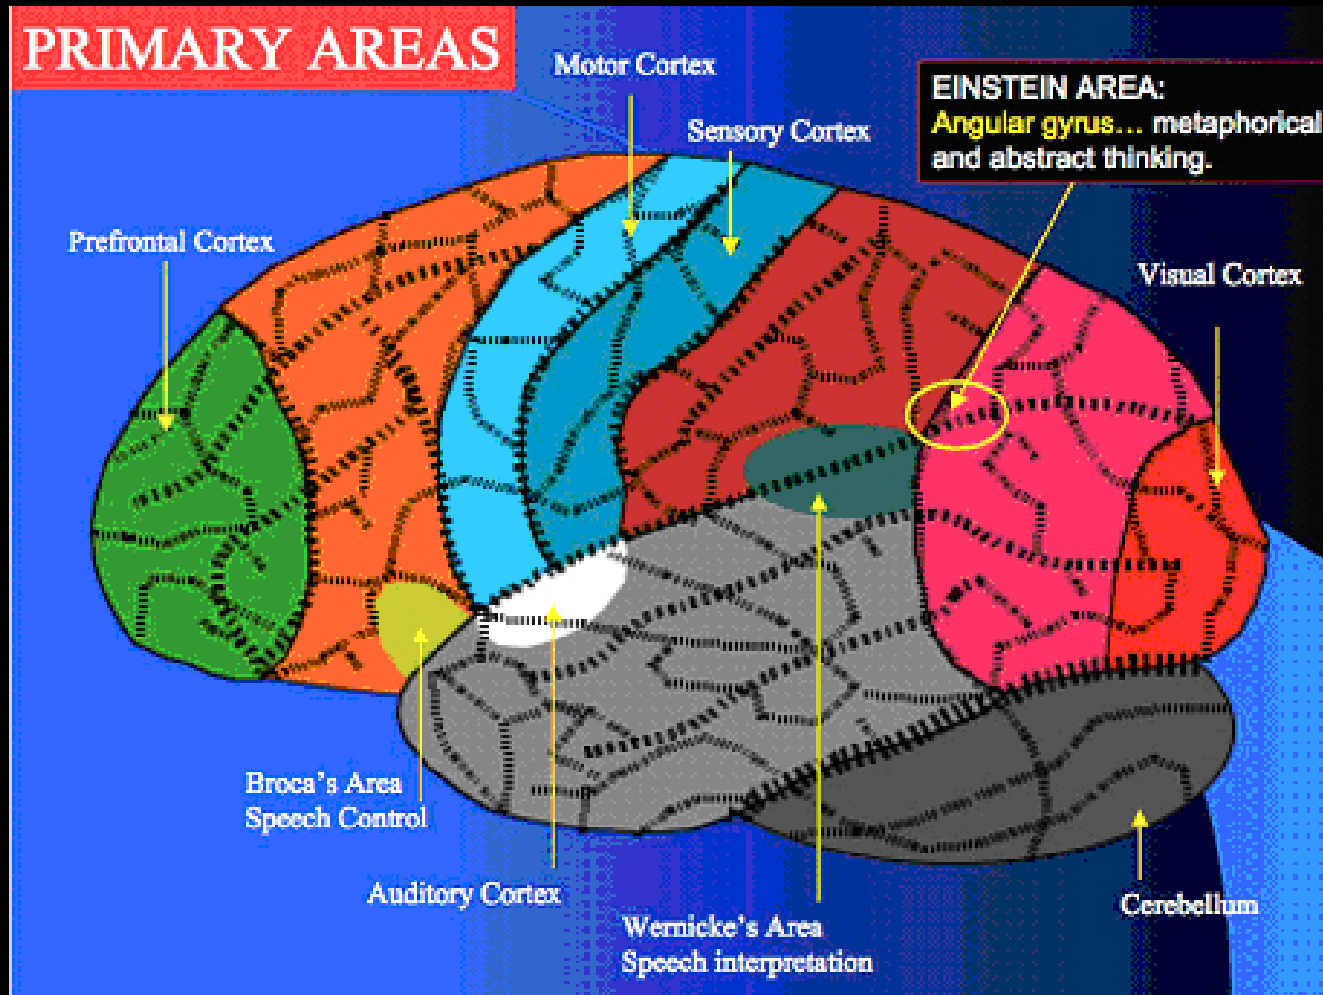 PRIMARY AREAS
Motor Cortex
EINSTEIN AREA:
Angular gyrus... metaphorical
and abstract thinking.
Sensory Cortex
Prefrontal Cortex
Visual Cortex
Broca's Area
Speech Control
Auditory Cortex
Wernicke's Area
Speech interpretation
Cerebellum